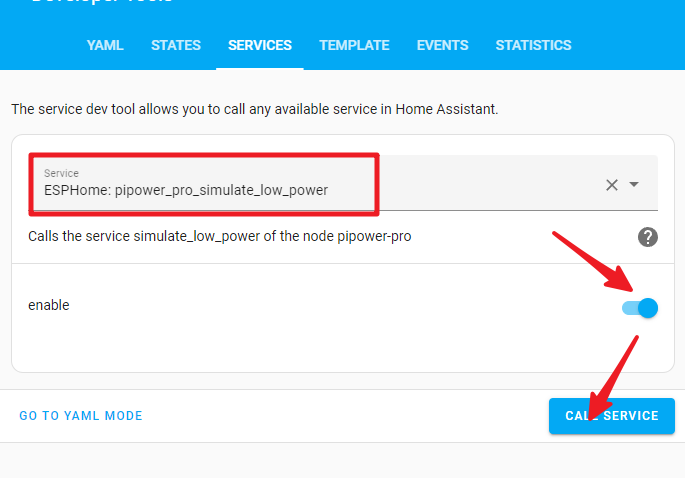 YAML STATES SERVICES TEMPLATE EVENTS STATISTICS
The service dev tool allows you to call any available service in Home Assistant.
Service
ESPHome: pipower_pro_simulate_low_power
Calls the service simulate_low_power of the node pipower-pro
enable
GO TO YAML MODE
CALL SERVICE